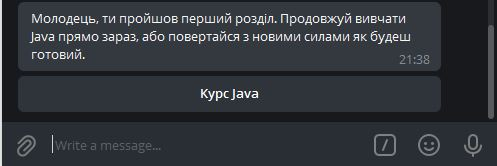 Молодець, ти пройшов перший розділ. Продовжуй вивчати
Java прямо зараз, або повертайся з новими силами як будеш
готовий.
21:38
Курс Java
Write a message...